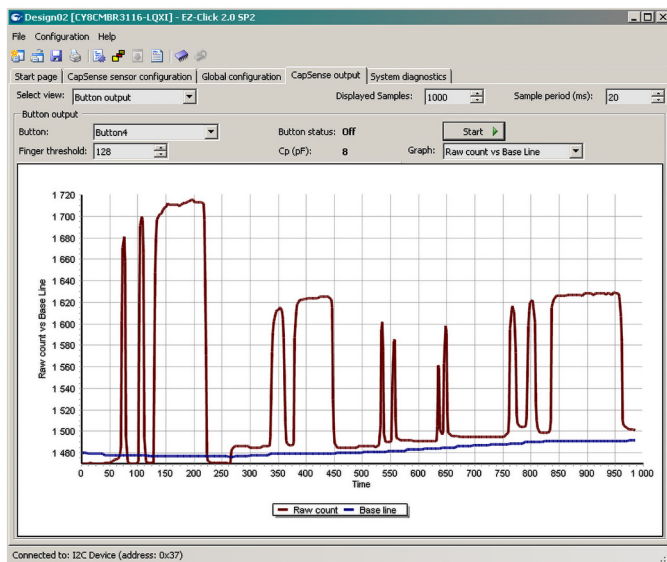 Design02 [CY8CMBR3116-LQXI] - EZ-Click 2.0 SP2
File Configuration Help
Start page CapSense sensor configuration Global configuration CapSense output System diagnostics
Select view: Button output Displayed Samples: 1000 Sample period (ms): 20
Button output
Button: Button4 Button status: Off Start
Finger threshold: 128 Cp (pF): 8 Graph: Raw count vs Base Line
1 720
1 700
1 680
1 660
1 640
1 620
1 600
1 580
1 560
1 540
1 520
1 500
1 480
Raw count vs Base Line
0 50 100 150 200 250 300 350 400 450 500 550 600 650 700 750 800 850 900 950 1 000
Time
Raw count Base line
Connected to: I2C Device (address: 0x37)